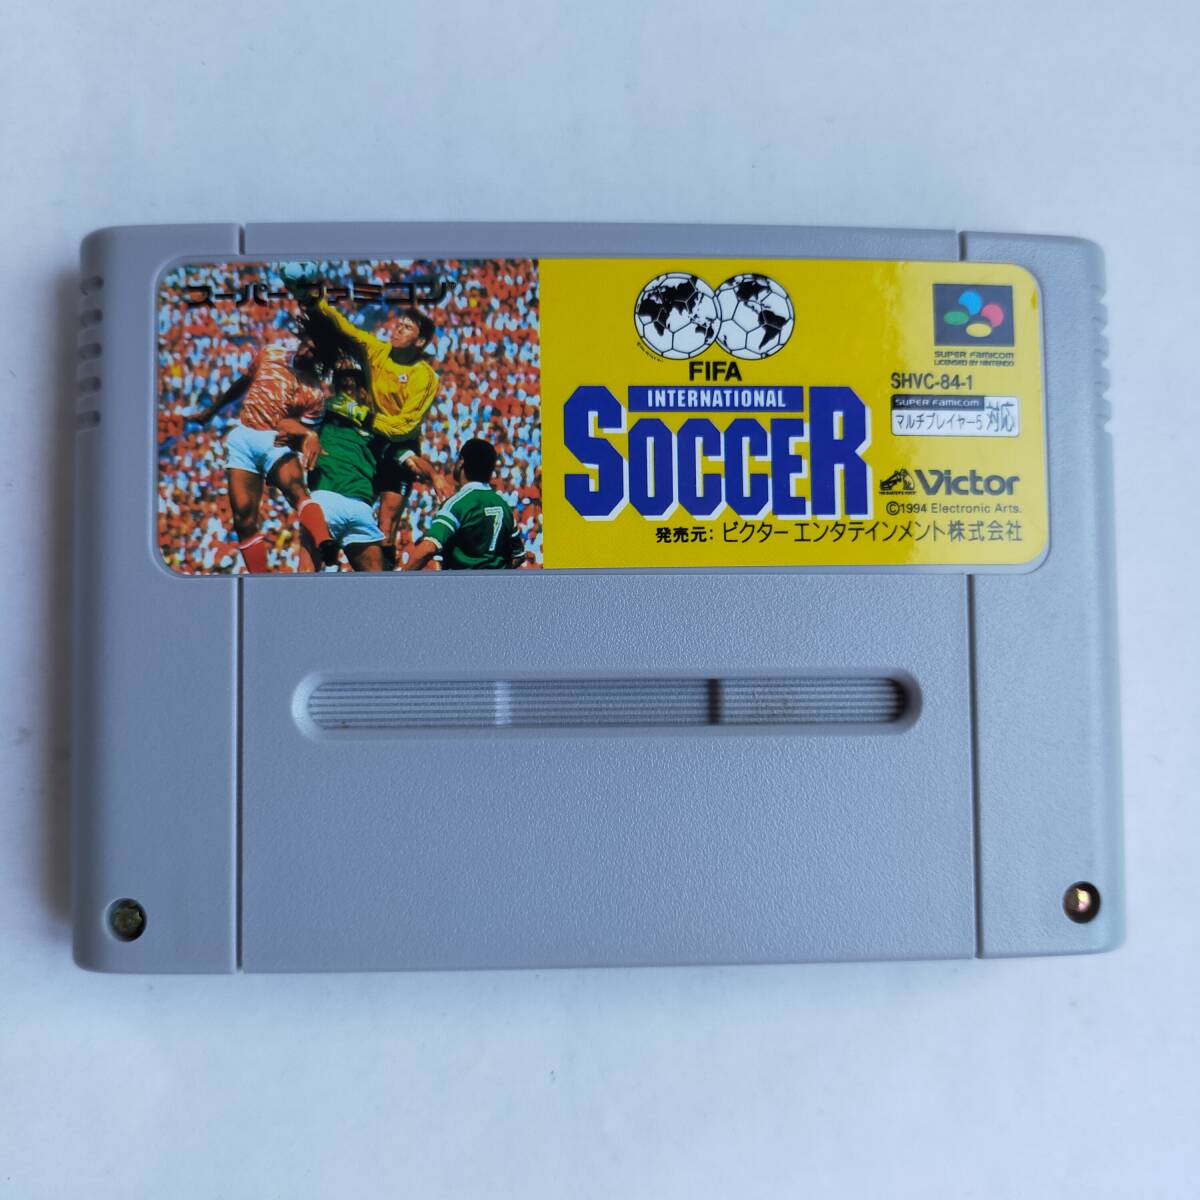 スーパーファミコン
FIFA
INTERNATIONAL
SOCCER
SUPER FAMICOM
LICENSED BY NINTENDO
SHVC-84-1
SUPER FAMICOM
マルチプレイヤー5 対応
Victor
©1994 Electronic Arts.
発売元: ビクター エンタテインメント株式会社
7